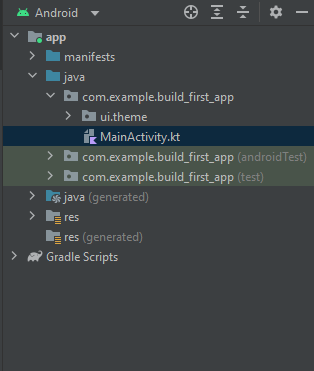 Android
app
manifests
java
com.example.build_first_app
ui.theme
MainActivity.kt
com.example.build_first_app (androidTest)
com.example.build_first_app (test)
java (generated)
res
res (generated)
Gradle Scripts